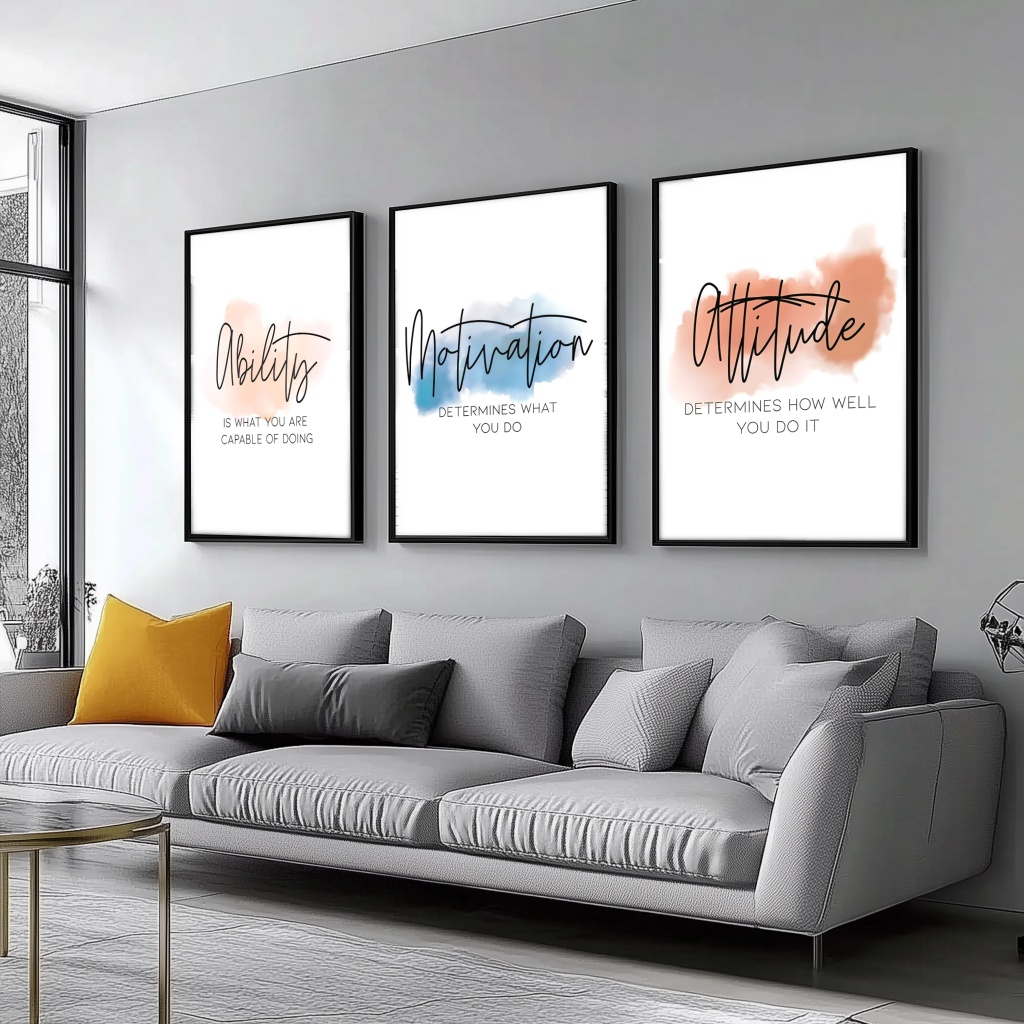 Ability
IS WHAT YOU ARE
CAPABLE OF DOING
Motivation
DETERMINES WHAT
YOU DO
Attitude
DETERMINES HOW WELL
YOU DO IT